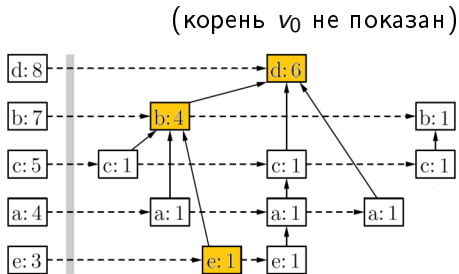 (корень v₀ не показан)
d: 8 d: 6
b: 7 b: 4 b: 1
c: 5 c: 1 c: 1 c: 1
a: 4 a: 1 a: 1 a: 1
e: 3 e: 1 e: 1